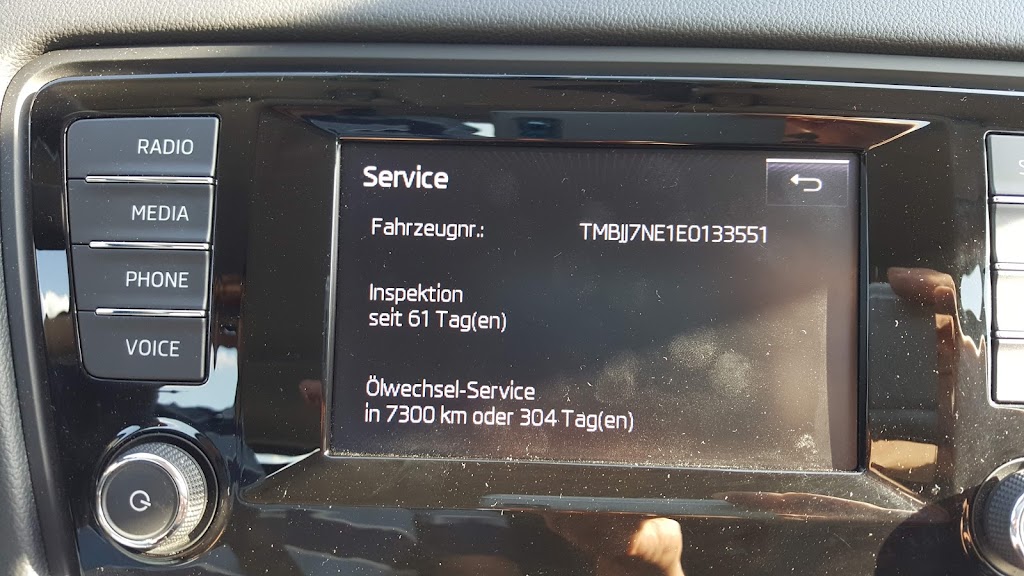 RADIO
MEDIA
PHONE
VOICE
Service
Fahrzeugnr.: TMBJJ7NE1E0133551
Inspektion
seit 61 Tag(en)
Ölwechsel-Service
in 7300 km oder 304 Tag(en)